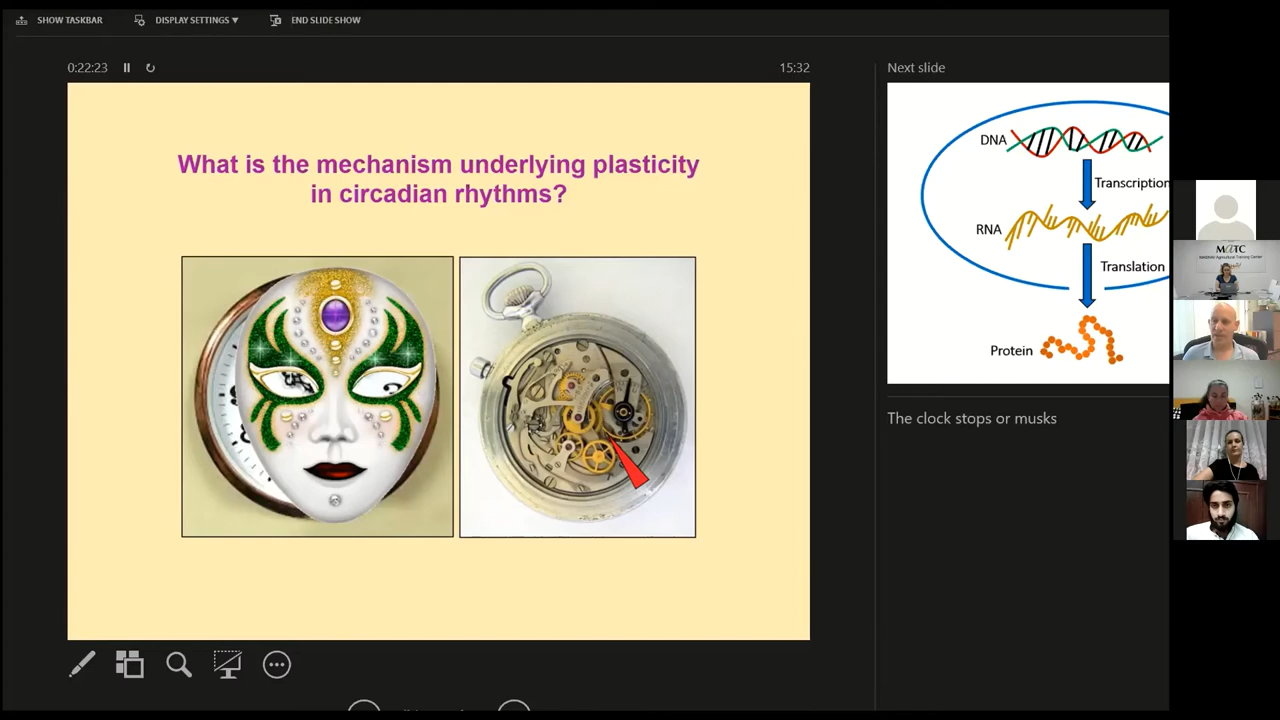 SHOW TASKBAR
DISPLAY SETTINGS ▾
END SLIDE SHOW
0:22:23
15:32
Next slide
What is the mechanism underlying plasticity
in circadian rhythms?
DNA
Transcription
RNA
Translation
Protein
The clock stops or musks